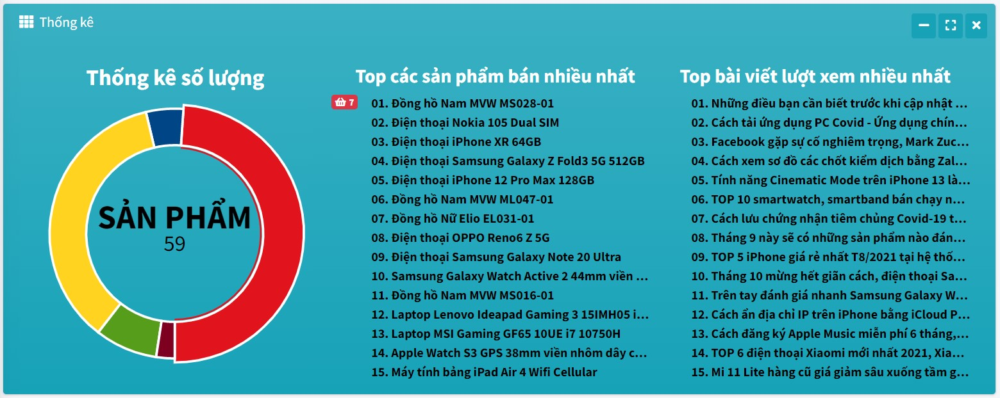 Thống kê
Thống kê số lượng
SẢN PHẨM
59
Top các sản phẩm bán nhiều nhất
7
01. Đồng hồ Nam MVW MS028-01
02. Điện thoại Nokia 105 Dual SIM
03. Điện thoại iPhone XR 64GB
04. Điện thoại Samsung Galaxy Z Fold3 5G 512GB
05. Điện thoại iPhone 12 Pro Max 128GB
06. Đồng hồ Nam MVW ML047-01
07. Đồng hồ Nữ Elio EL031-01
08. Điện thoại OPPO Reno6 Z 5G
09. Điện thoại Samsung Galaxy Note 20 Ultra
10. Samsung Galaxy Watch Active 2 44mm viền ...
11. Đồng hồ Nam MVW MS016-01
12. Laptop Lenovo Ideapad Gaming 3 15IMH05 i...
13. Laptop MSI Gaming GF65 10UE i7 10750H
14. Apple Watch S3 GPS 38mm viền nhôm dây c...
15. Máy tính bảng iPad Air 4 Wifi Cellular
Top bài viết lượt xem nhiều nhất
01. Những điều bạn cần biết trước khi cập nhật ...
02. Cách tải ứng dụng PC Covid - Ứng dụng chín...
03. Facebook gặp sự cố nghiêm trọng, Mark Zuc...
04. Cách xem sơ đồ các chốt kiểm dịch bằng Zal...
05. Tính năng Cinematic Mode trên iPhone 13 là...
06. TOP 10 smartwatch, smartband bán chạy n...
07. Cách lưu chứng nhận tiêm chủng Covid-19 t...
08. Tháng 9 này sẽ có những sản phẩm nào đán...
09. TOP 5 iPhone giá rẻ nhất T8/2021 tại hệ thố...
10. Tháng 10 mừng hết giãn cách, điện thoại Sa...
11. Trên tay đánh giá nhanh Samsung Galaxy W...
12. Cách ẩn địa chỉ IP trên iPhone bằng iCloud P...
13. Cách đăng ký Apple Music miễn phí 6 tháng,...
14. TOP 6 điện thoại Xiaomi mới nhất 2021, Xia...
15. Mi 11 Lite hàng cũ giá giảm sâu xuống tầm g...